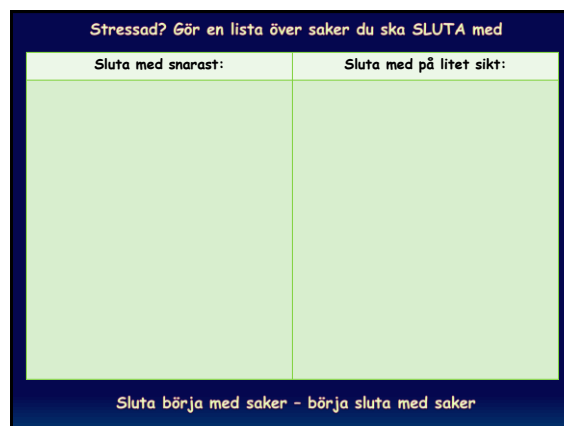 Stressad? Gör en lista över saker du ska SLUTA med
Sluta med snarast:
Sluta med på litet sikt:
Sluta börja med saker – börja sluta med saker